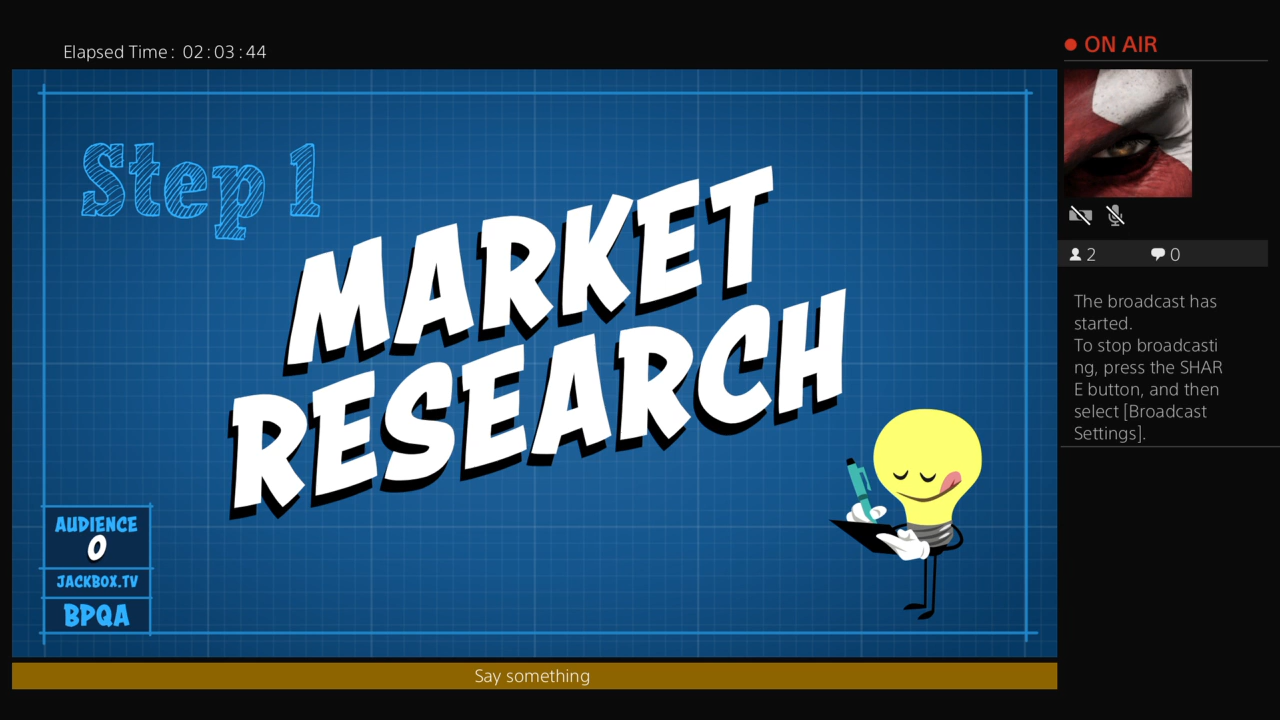 Elapsed Time: 02:03:44
ON AIR
Step 1
MARKET
RESEARCH
2
0
The broadcast has
started.
To stop broadcasti
ng, press the SHAR
E button, and then
select [Broadcast
Settings].
AUDIENCE
0
JACKBOX.TV
BPQA
Say something